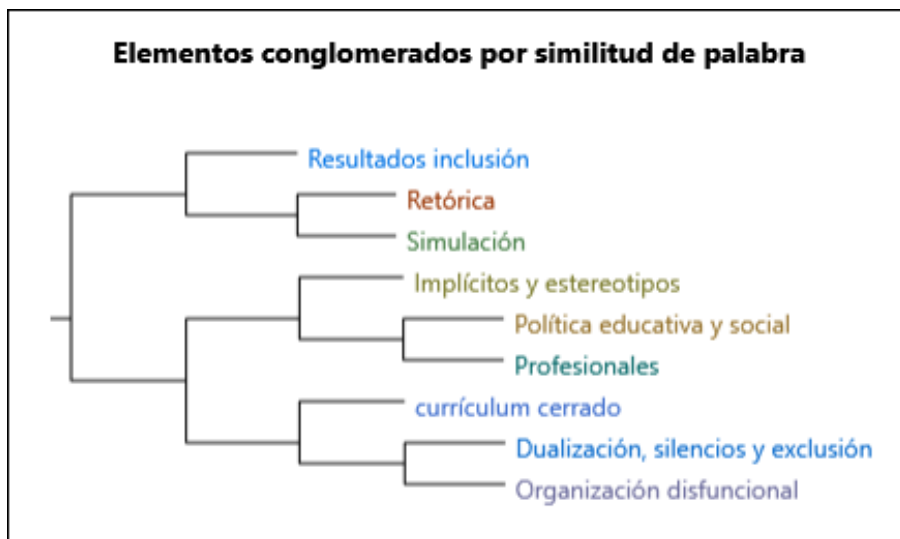 Elementos conglomerados por similitud de palabra
Resultados inclusión
Retórica
Simulación
Implícitos y estereotipos
Política educativa y social
Profesionales
currículum cerrado
Dualización, silencios y exclusión
Organización disfuncional